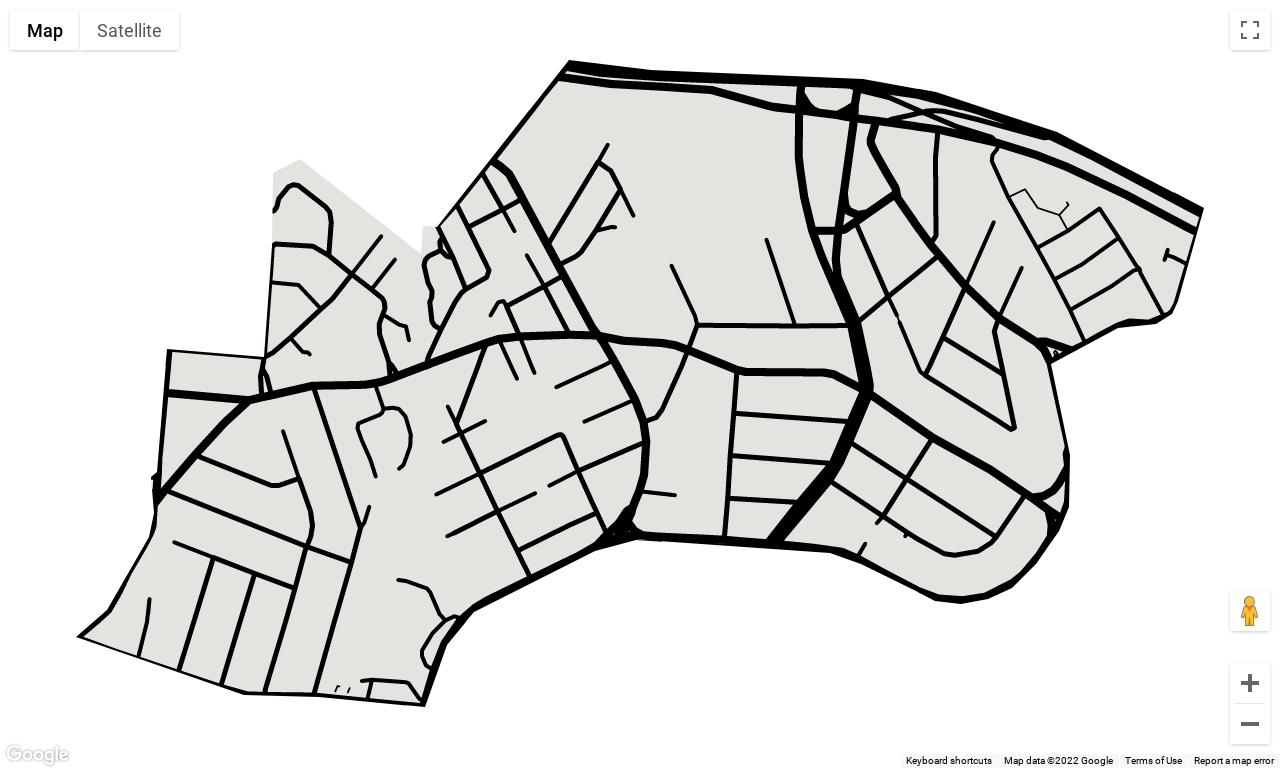 Map Satellite
Google
Keyboard shortcuts Map data ©2022 Google Terms of Use Report a map error